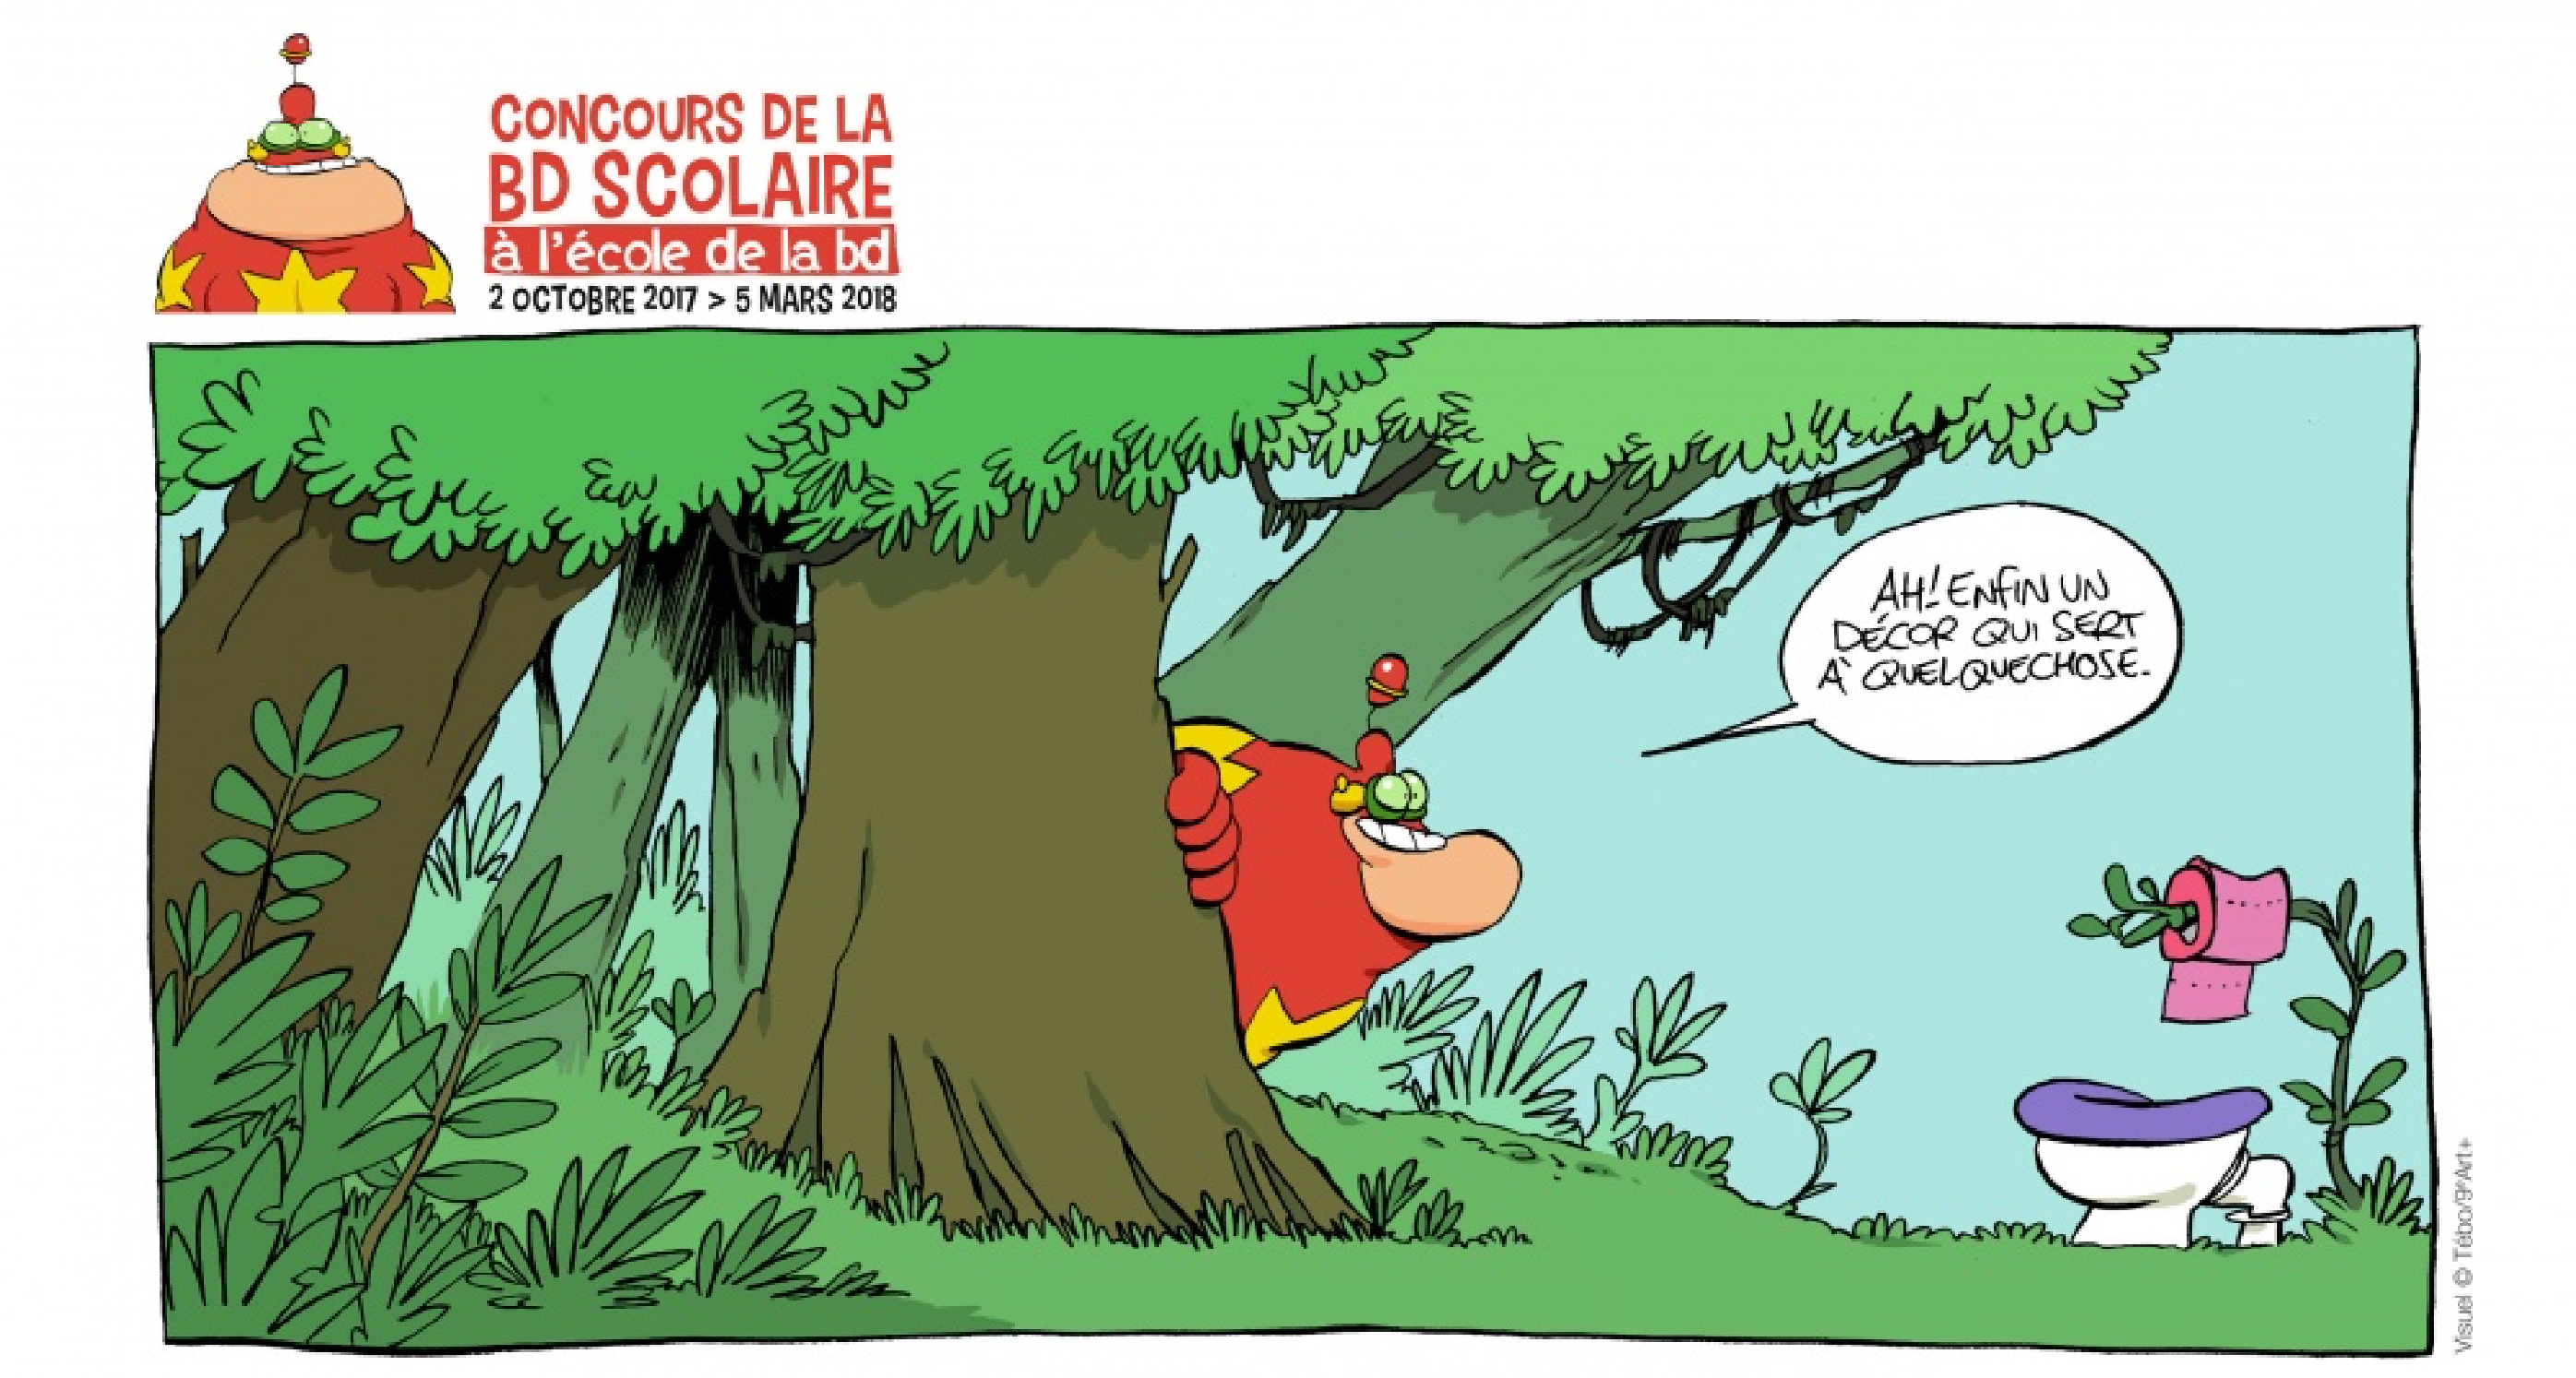 CONCOURS DE LA
BD SCOLAIRE
à l'école de la bd
2 OCTOBRE 2017 > 5 MARS 2018
AH! ENFIN UN
DÉCOR QUI SERT
À QUELQUECHOSE.
Visuel © Tébo/9eArt+